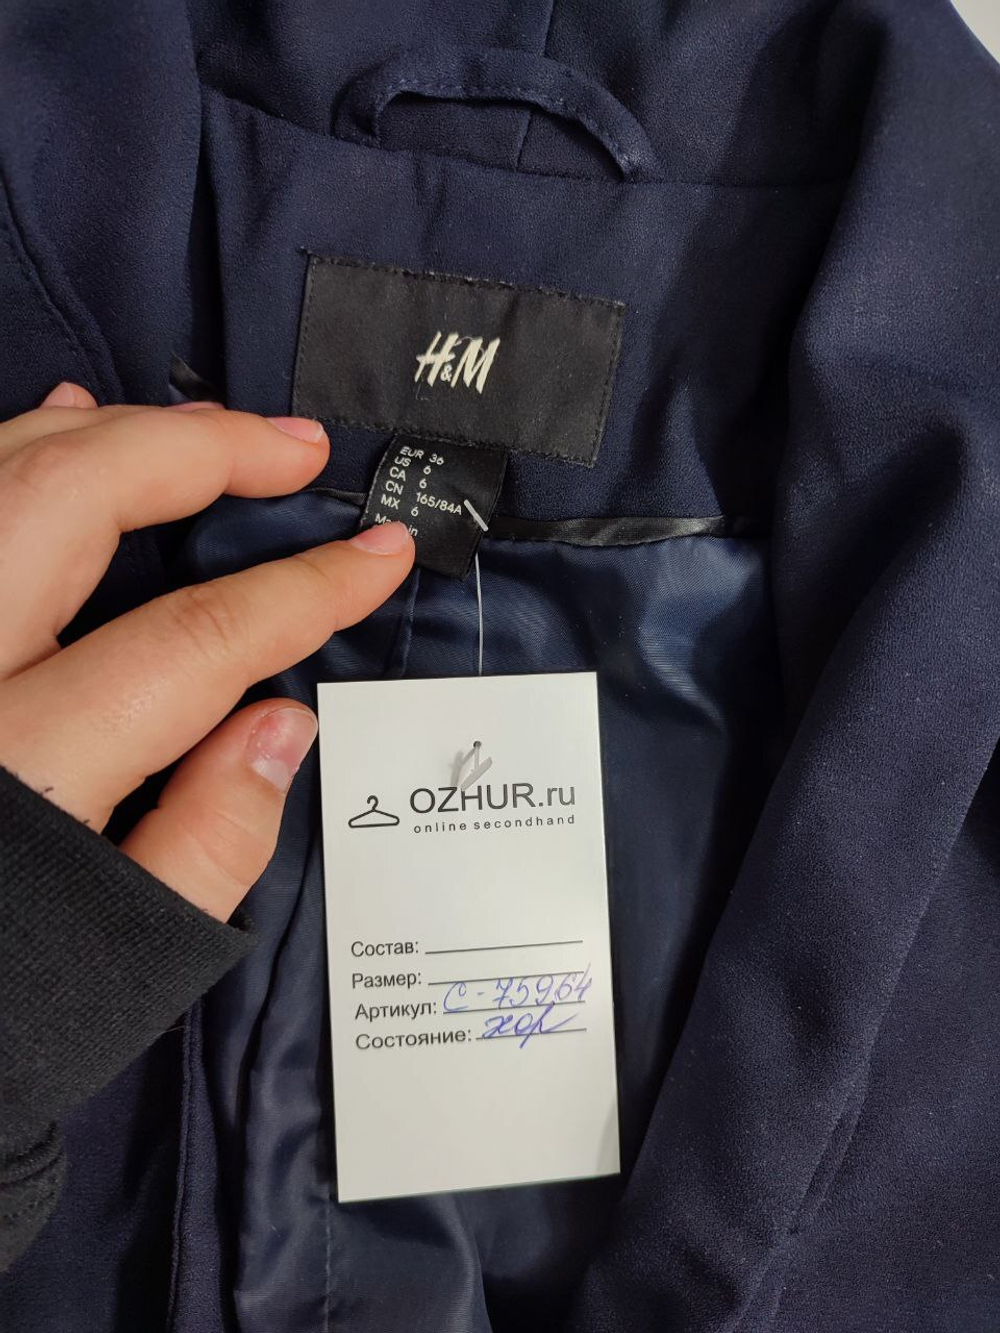 H&M
EUR 36
US 6
CA 6
CN 165/84A
MX 6
in
OZHUR.ru
online secondhand
Состав:
Размер:
Артикул: С-75964
Состояние: хор